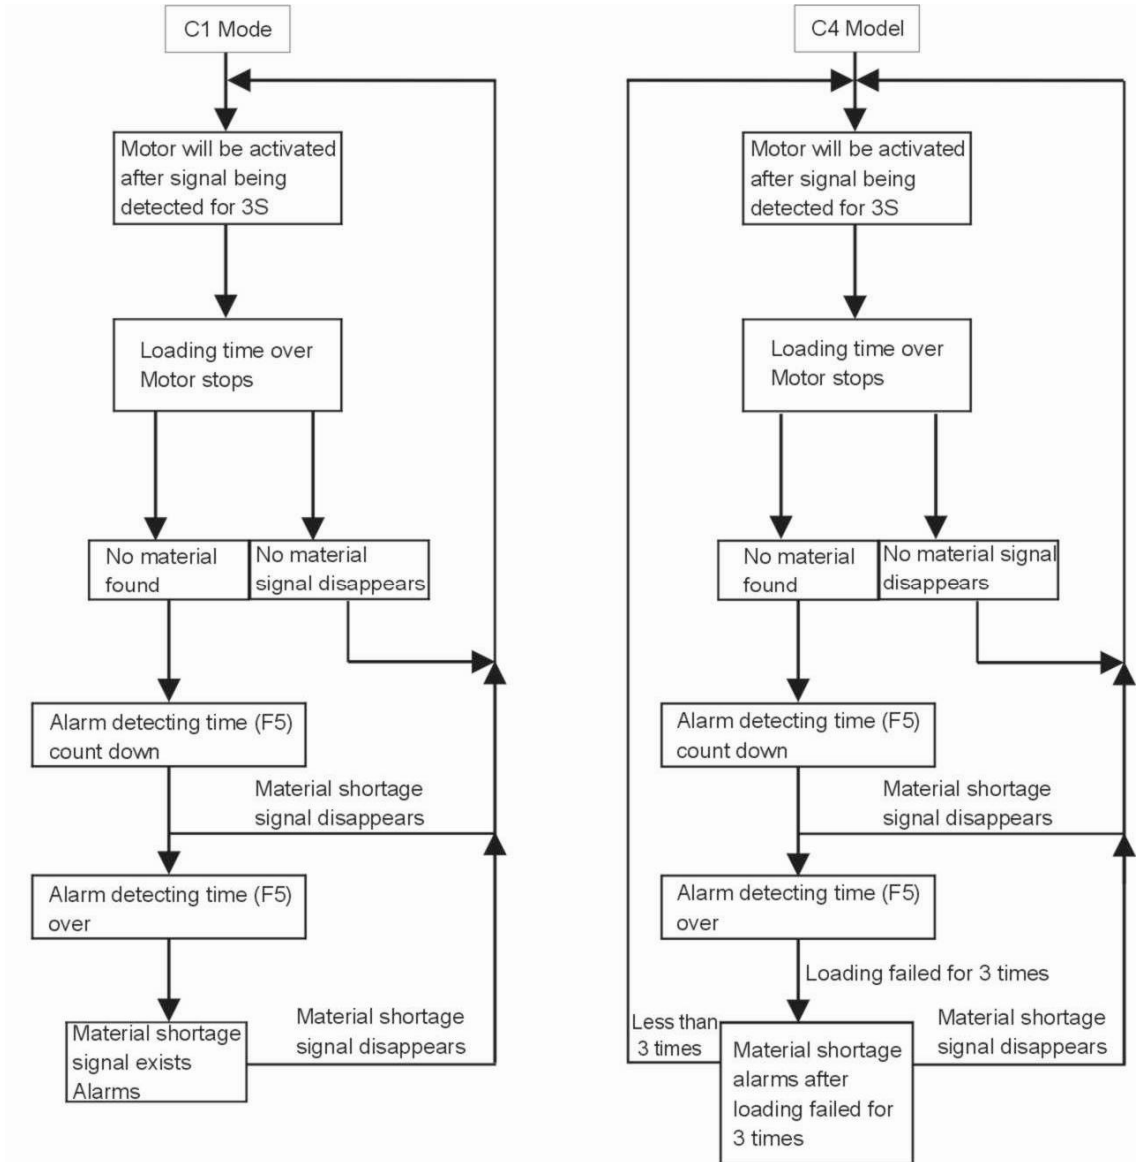 C1 Mode
Motor will be activated
after signal being
detected for 3S
Loading time over
Motor stops
No material
found
No material
signal disappears
Alarm detecting time (F5)
count down
Material shortage
signal disappears
Alarm detecting time (F5)
over
Material shortage
signal exists
Alarms
Material shortage
signal disappears
C4 Model
Motor will be activated
after signal being
detected for 3S
Loading time over
Motor stops
No material
found
No material signal
disappears
Alarm detecting time (F5)
count down
Material shortage
signal disappears
Alarm detecting time (F5)
over
Loading failed for 3 times
Less than
3 times
Material shortage
alarms after
loading failed for
3 times
Material shortage
signal disappears